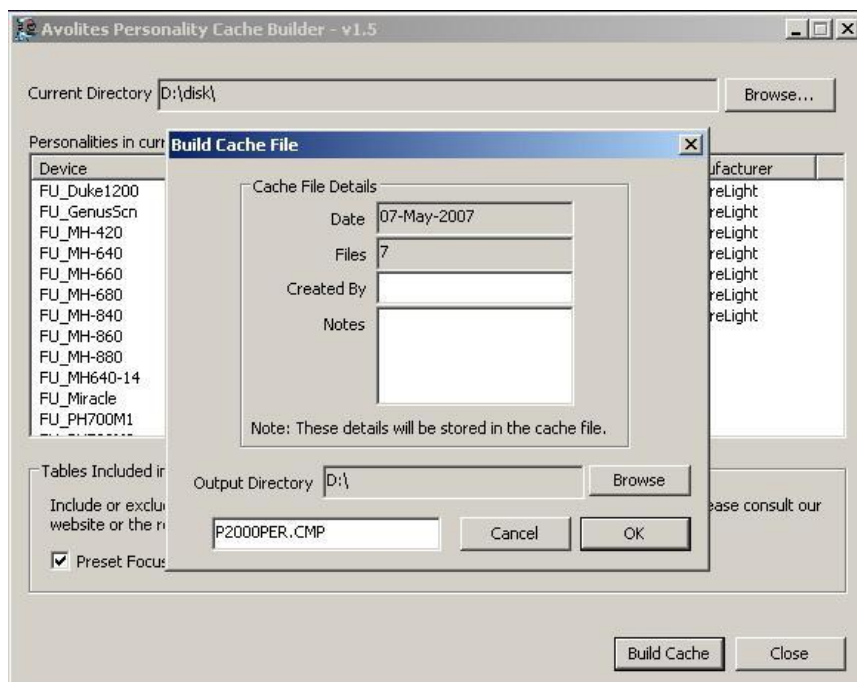 Avolites Personality Cache Builder - v1.5
Current Directory D:\disk\ Browse...
Personalities in
Device
FU_Duke1200
FU_GenusScn
FU_MH-420
FU_MH-640
FU_MH-660
FU_MH-680
FU_MH-840
FU_MH-860
FU_MH-880
FU_MH640-14
FU_Miracle
FU_PH700M1
Build Cache File
Cache File Details
Date 07-May-2007
Files 7
Created By
Notes
Note: These details will be stored in the cache file.
Output Directory D:\ Browse
P2000PER.CMP Cancel OK
ufacturer
reLight
reLight
reLight
reLight
reLight
reLight
reLight
Tables Included
Include or exclu
ease consult our
website or the
Preset Focus
Build Cache Close